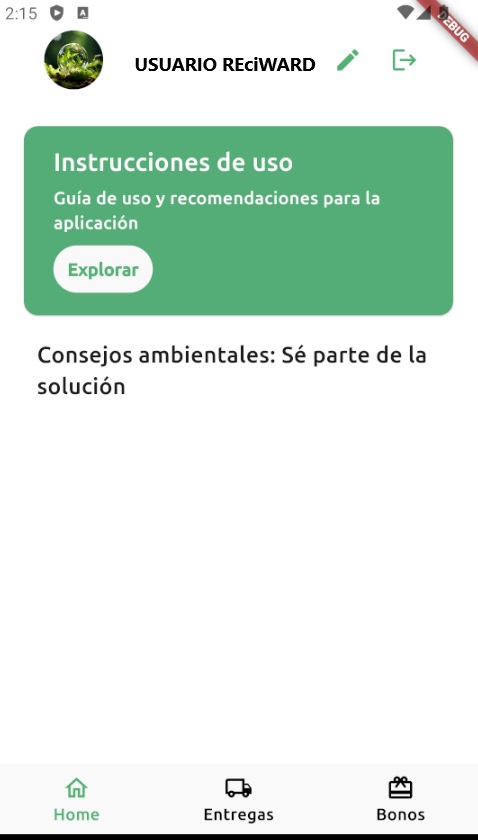 2:15
DEBUG
USUARIO REciWARD
Instrucciones de uso
Guía de uso y recomendaciones para la
aplicación
Explorar
Consejos ambientales: Sé parte de la
solución
Home
Entregas
Bonos